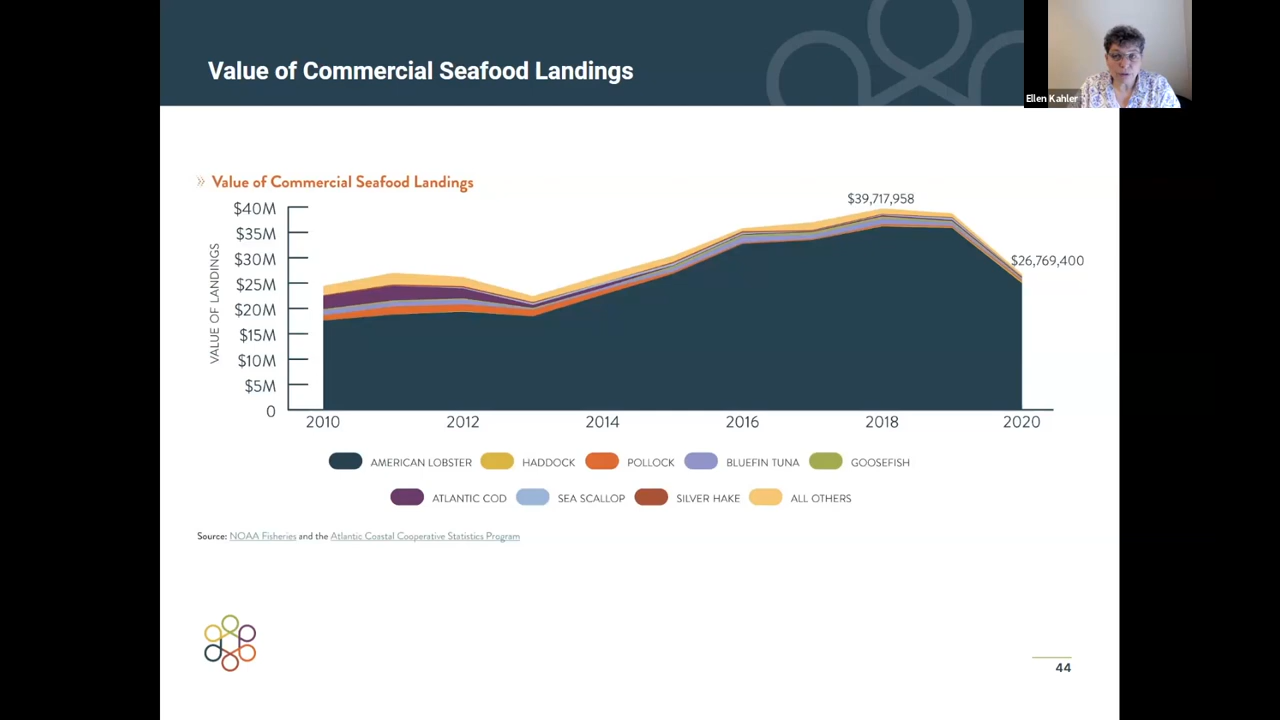 Value of Commercial Seafood Landings
Ellen Kahler
» Value of Commercial Seafood Landings
VALUE OF LANDINGS
$40M
$35M
$30M
$25M
$20M
$15M
$10M
$5M
0
$39,717,958
$26,769,400
2010 2012 2014 2016 2018 2020
AMERICAN LOBSTER HADDOCK POLLOCK BLUEFIN TUNA GOOSEFISH
ATLANTIC COD SEA SCALLOP SILVER HAKE ALL OTHERS
Source: NOAA Fisheries and the Atlantic Coastal Cooperative Statistics Program
44